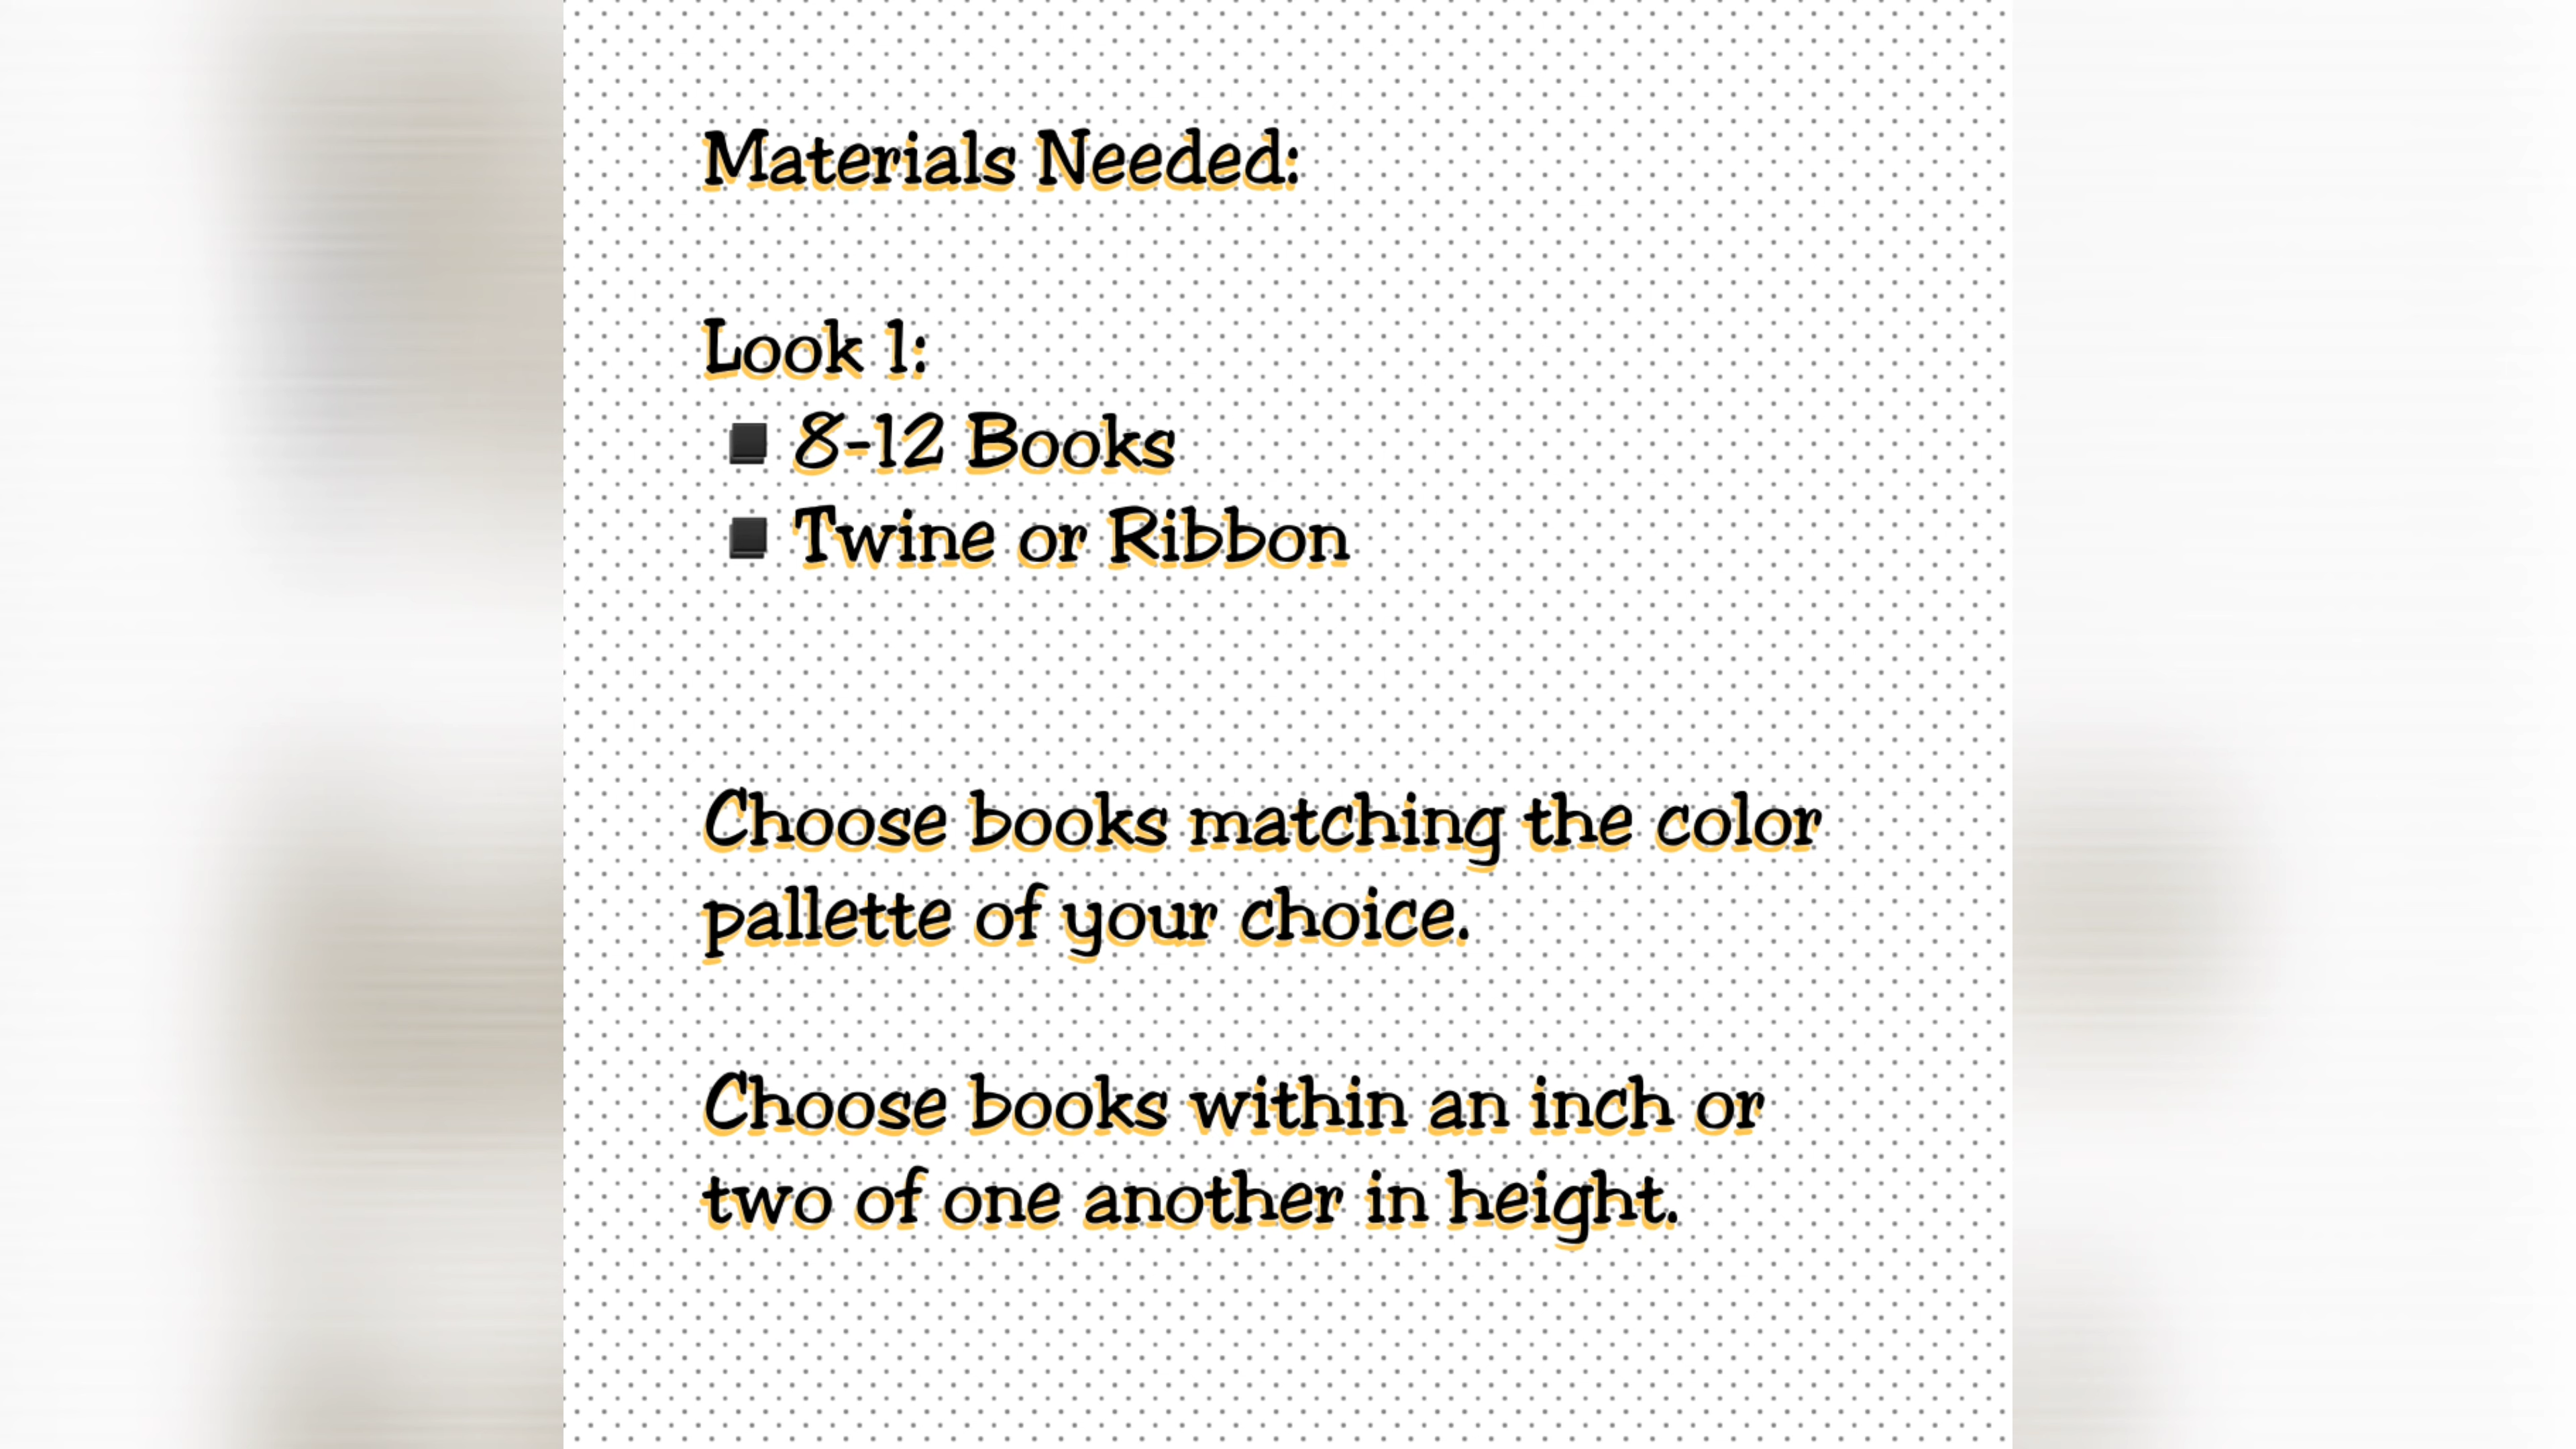 Materials Needed:
Look 1:
▪ 8-12 Books
▪ Twine or Ribbon
Choose books matching the color
pallette of your choice.
Choose books within an inch or
two of one another in height.